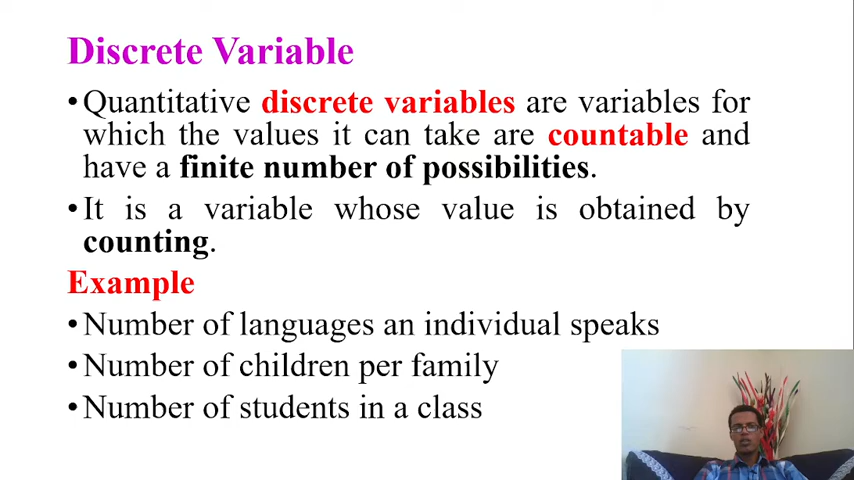 Discrete Variable
•Quantitative discrete variables are variables for
which the values it can take are countable and
have a finite number of possibilities.
•It is a variable whose value is obtained by
counting.
Example
•Number of languages an individual speaks
•Number of children per family
•Number of students in a class